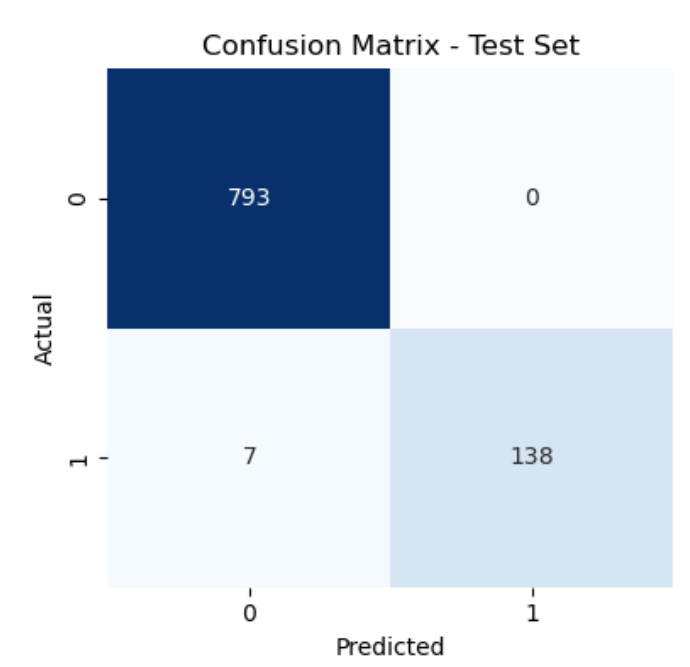 Confusion Matrix - Test Set
0
793
0
Actual
1
7
138
0
1
Predicted